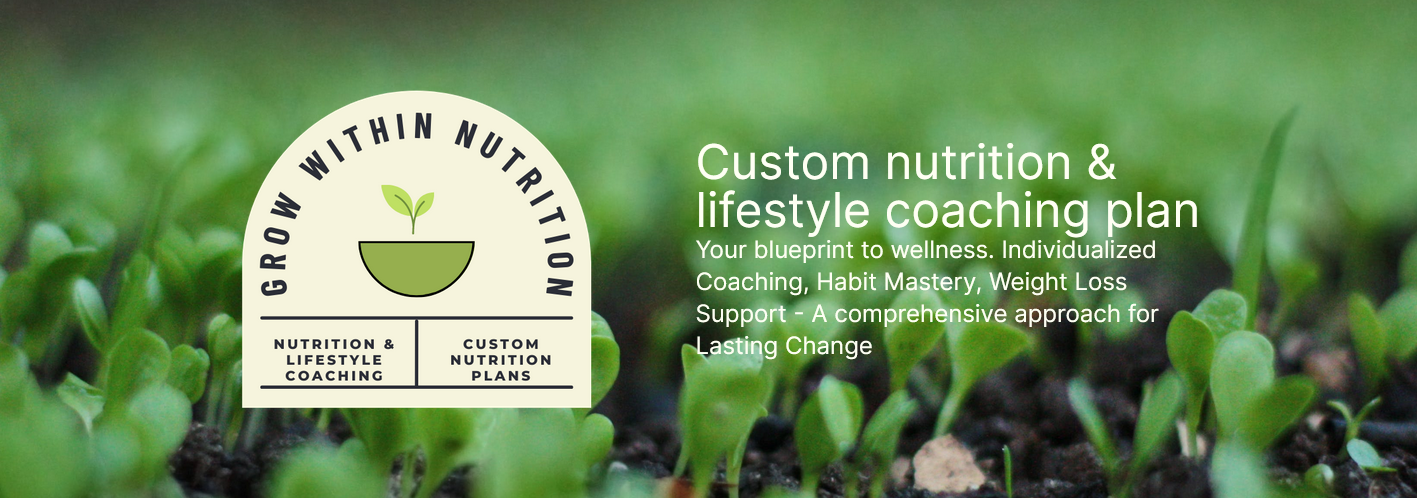 GROW WITHIN NUTRITION
NUTRITION &
LIFESTYLE
COACHING
CUSTOM
NUTRITION
PLANS
Custom nutrition &
lifestyle coaching plan
Your blueprint to wellness. Individualized
Coaching, Habit Mastery, Weight Loss
Support - A comprehensive approach for
Lasting Change